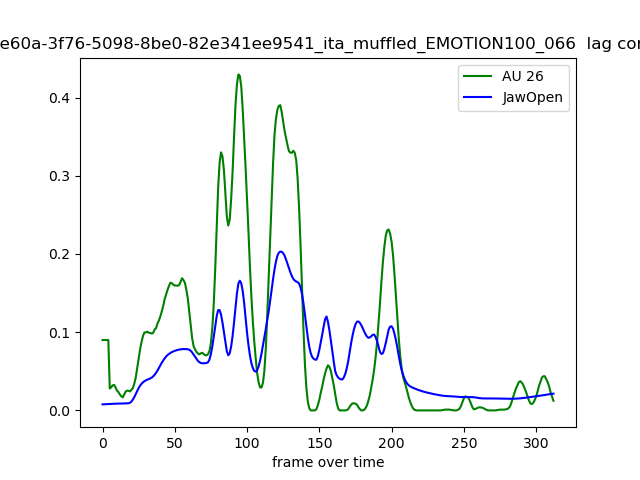 e60a-3f76-5098-8be0-82e341ee9541_ita_muffled_EMOTION100_066 lag
AU 26
JawOpen
0.4
0.3
0.2
0.1
0.0
0 50 100 150 200 250 300
frame over time